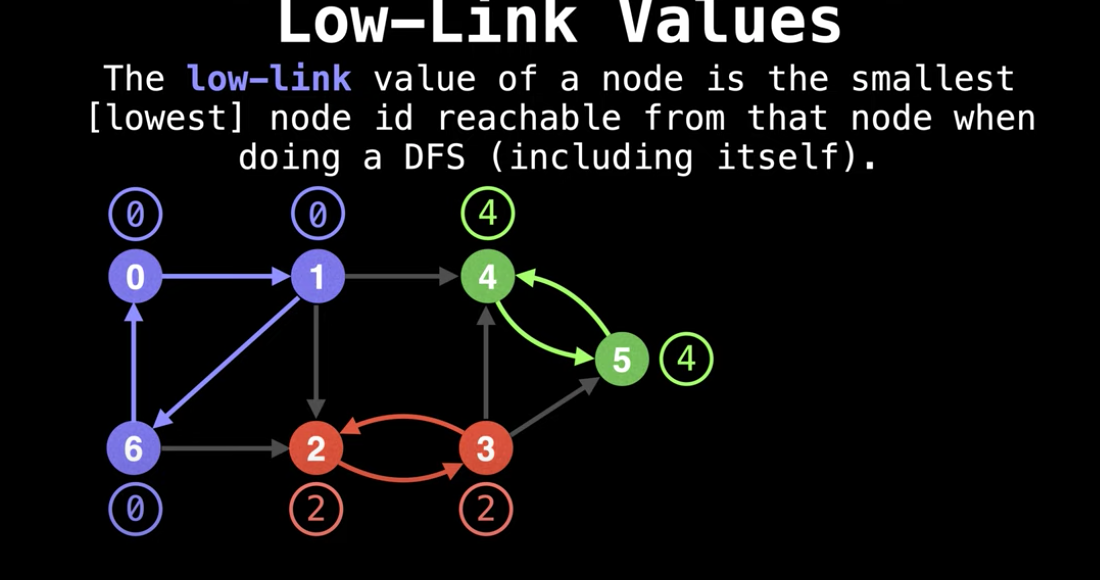 Low-Link Values
The low-link value of a node is the smallest
[lowest] node id reachable from that node when
doing a DFS (including itself).
0 0 4
0 1 4
5 4
6 2 3
0 2 2